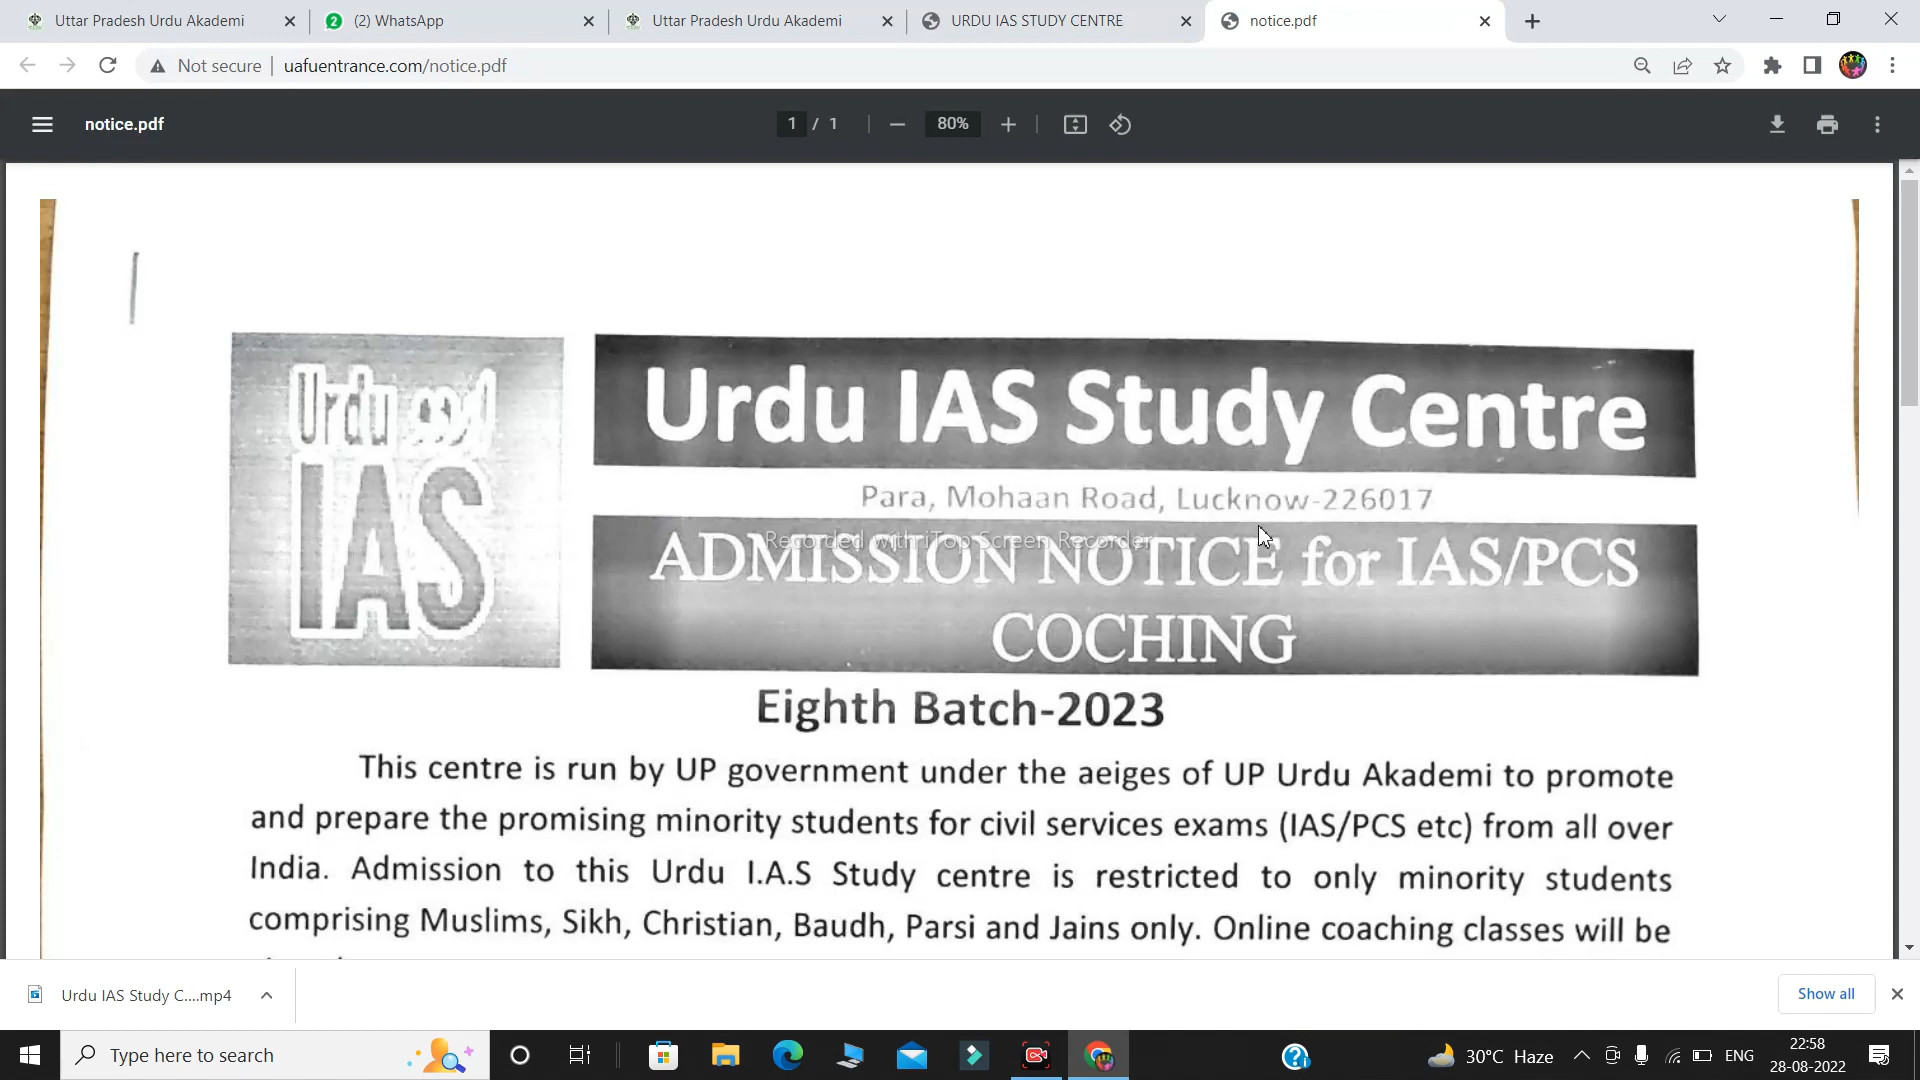 Uttar Pradesh Urdu Akademi
(2) WhatsApp
Uttar Pradesh Urdu Akademi
URDU IAS STUDY CENTRE
notice.pdf
Not secure
uafuentrance.com/notice.pdf
notice.pdf
1 / 1
80%
Urdu اردو
IAS
Urdu IAS Study Centre
Para, Mohaan Road, Lucknow-226017
Recorded with iTop Screen Recorder
ADMISSION NOTICE for IAS/PCS
COCHING
Eighth Batch-2023
This centre is run by UP government under the aeiges of UP Urdu Akademi to promote
and prepare the promising minority students for civil services exams (IAS/PCS etc) from all over
India. Admission to this Urdu I.A.S Study centre is restricted to only minority students
comprising Muslims, Sikh, Christian, Baudh, Parsi and Jains only. Online coaching classes will be
Urdu IAS Study C....mp4
Show all
Type here to search
30°C Haze
ENG
22:58
28-08-2022